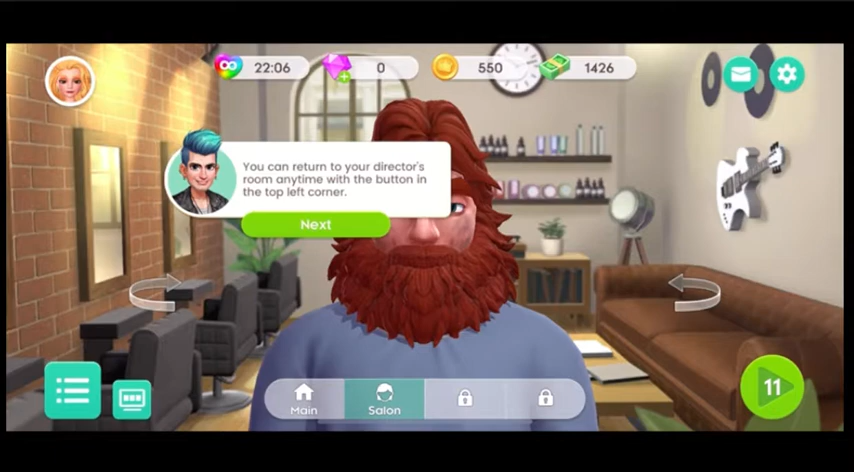 22:06
0
550
1426
You can return to your director's
room anytime with the button in
the top left corner.
Next
Main
Salon
11